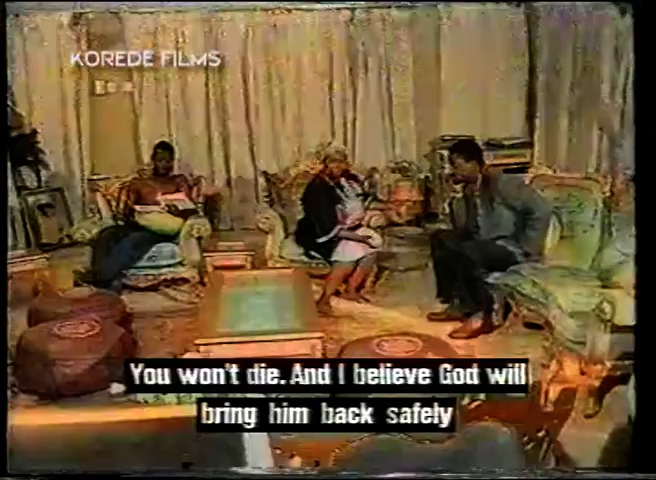 KOREDE FILMS
You won't die.And I believe God will
bring him back safely